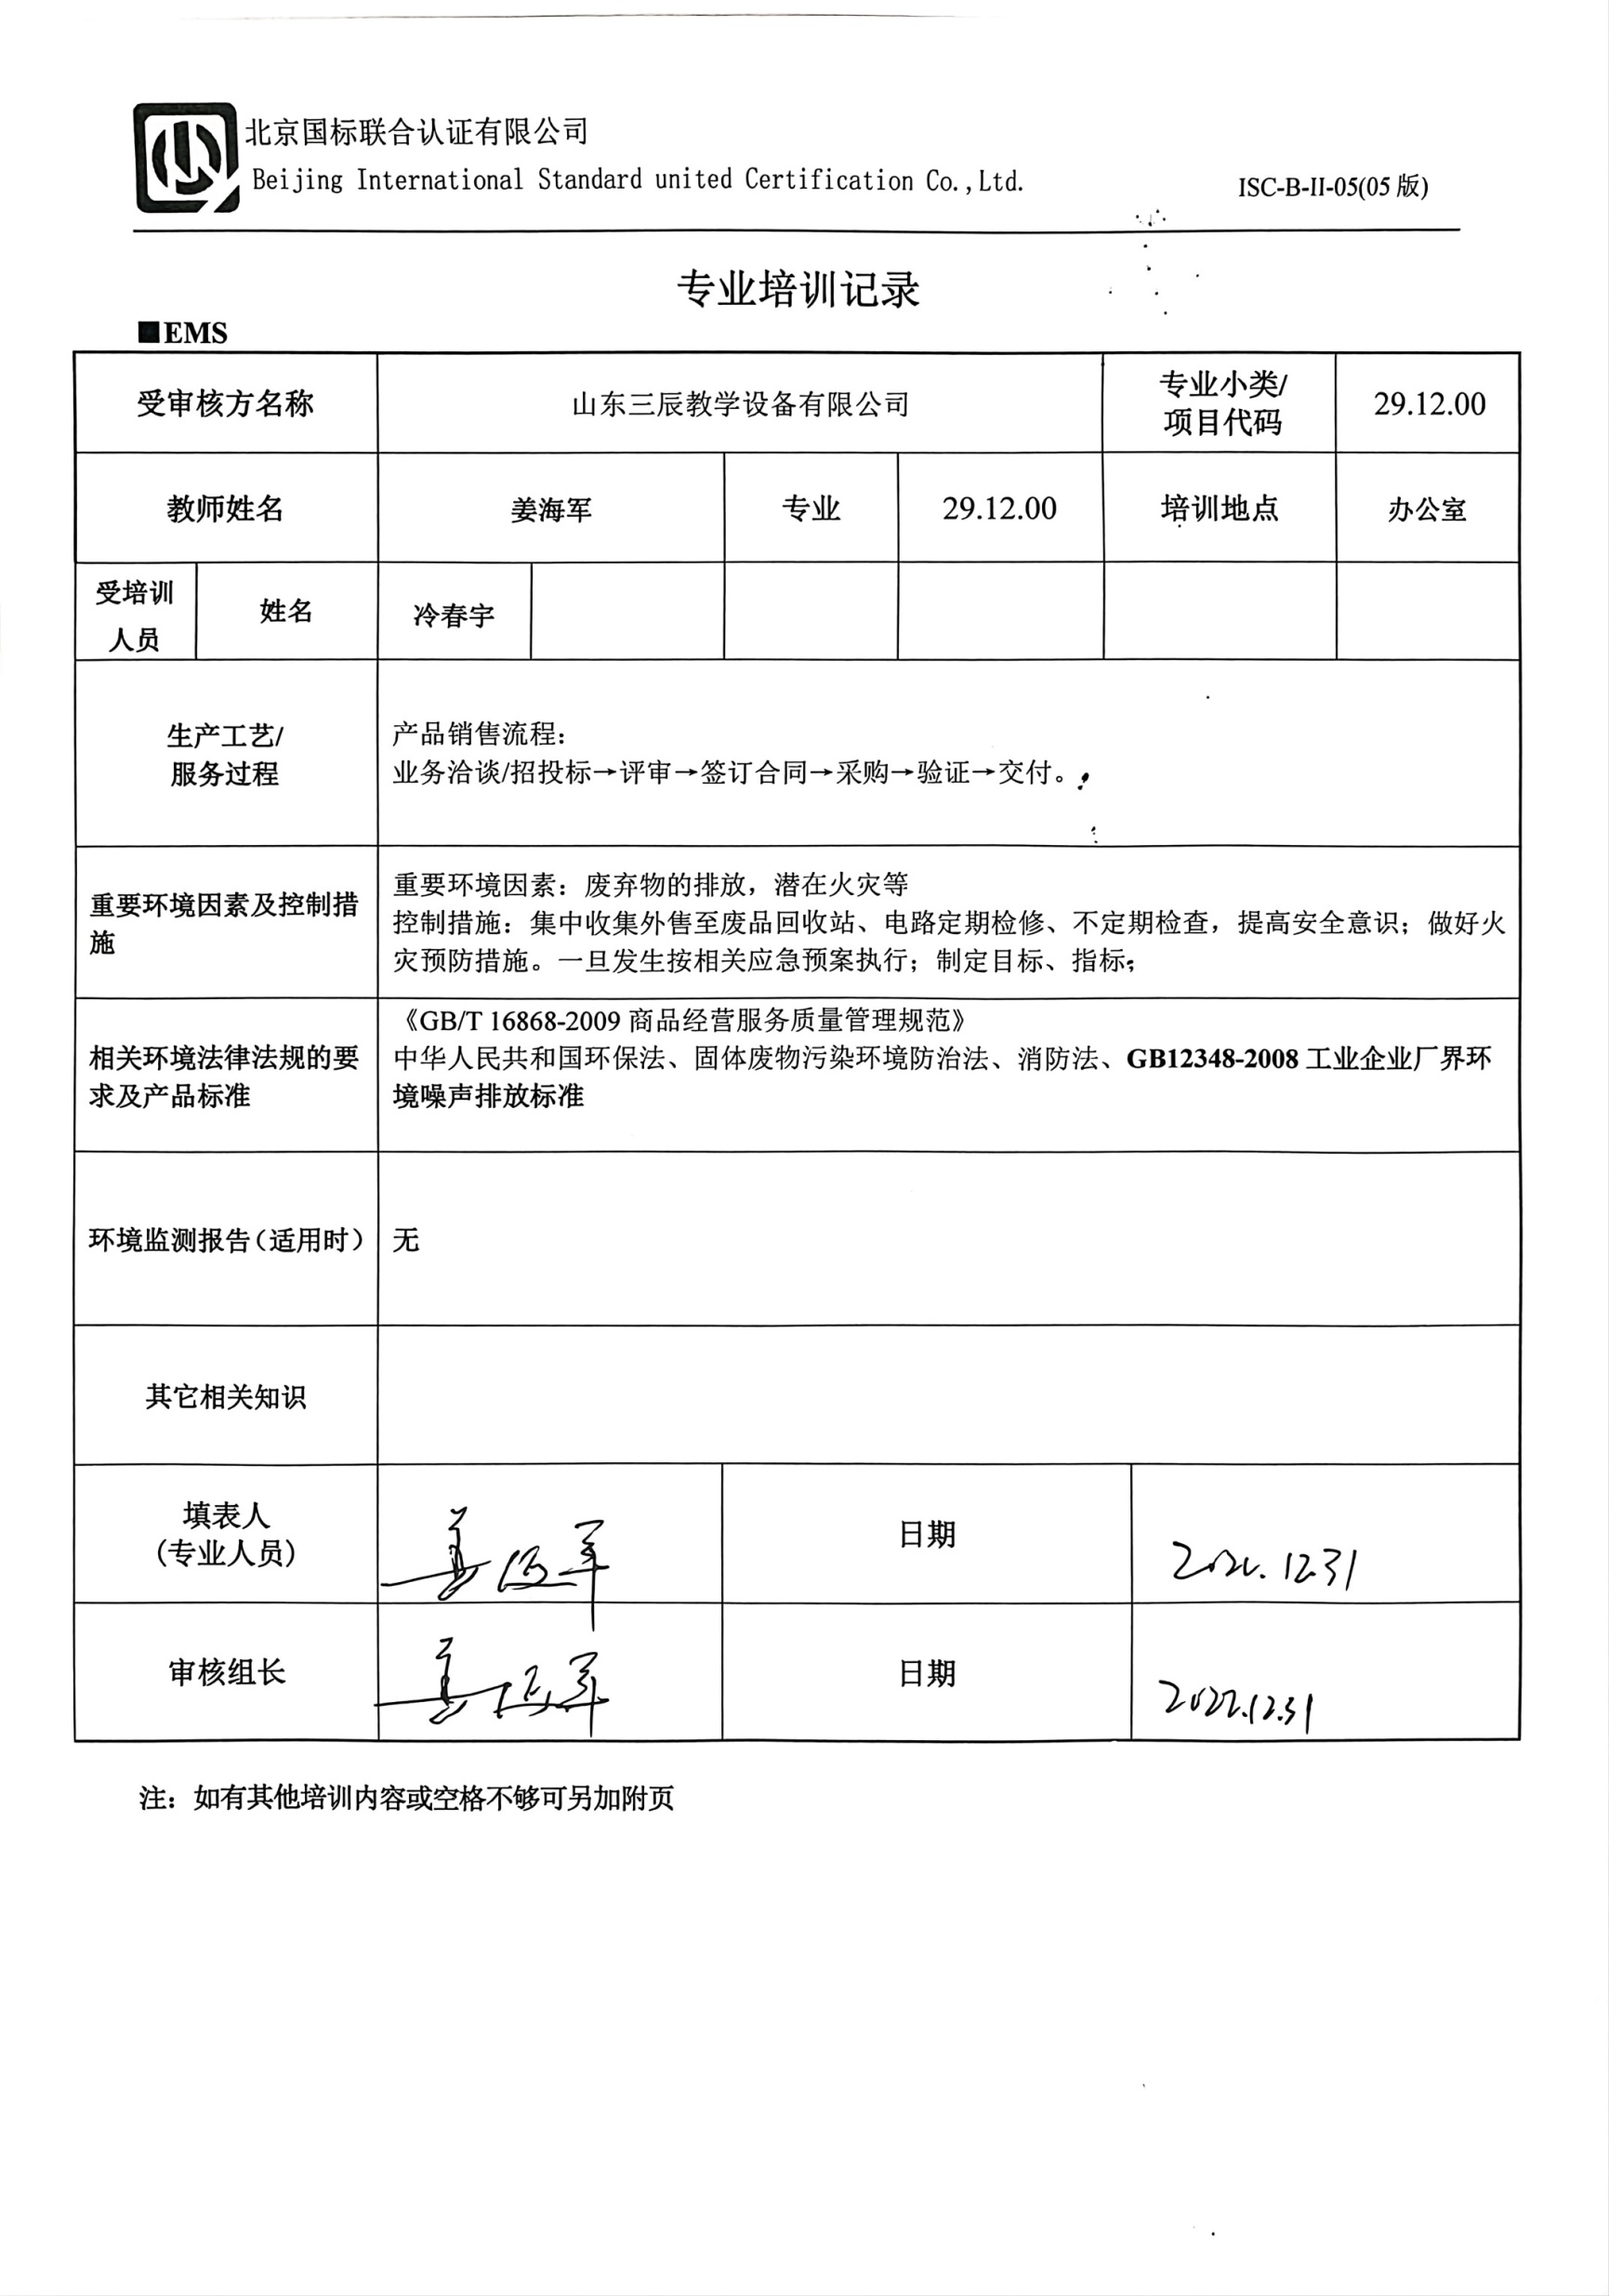 北京国标联合认证有限公司
Beijing International Standard united Certification Co.,Ltd.
ISC-B-II-05(05 版)
专业培训记录
■EMS
受审核方名称
山东三辰教学设备有限公司
专业小类/
项目代码
29.12.00
教师姓名
姜海军
专业
29.12.00
培训地点
办公室
受培训
人员
姓名
冷春宇
生产工艺/
服务过程
产品销售流程:
业务洽谈/招投标→评审→签订合同→采购→验证→交付。
重要环境因素及控制措
施
重要环境因素：废弃物的排放，潜在火灾等
控制措施：集中收集外售至废品回收站、电路定期检修、不定期检查，提高安全意识；做好火
灾预防措施。一旦发生按相关应急预案执行；制定目标、指标;
相关环境法律法规的要
求及产品标准
《GB/T 16868-2009 商品经营服务质量管理规范》
中华人民共和国环保法、固体废物污染环境防治法、消防法、GB12348-2008 工业企业厂界环
境噪声排放标准
环境监测报告（适用时）
无
其它相关知识
填表人
（专业人员）
姜海军
日期
12.31
审核组长
姜海军
日期
2022.12.31
注：如有其他培训内容或空格不够可另加附页